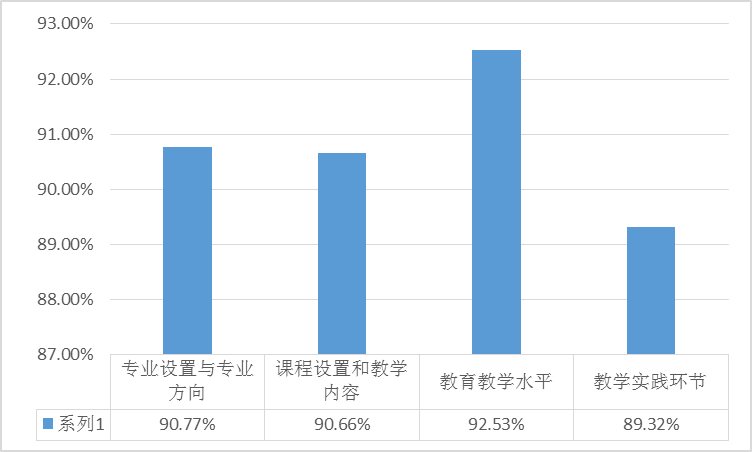 93.00%
92.00%
91.00%
90.00%
89.00%
88.00%
87.00%
专业设置与专业
方向
课程设置和教学
内容
教育教学水平
教学实践环节
系列1
90.77%
90.66%
92.53%
89.32%